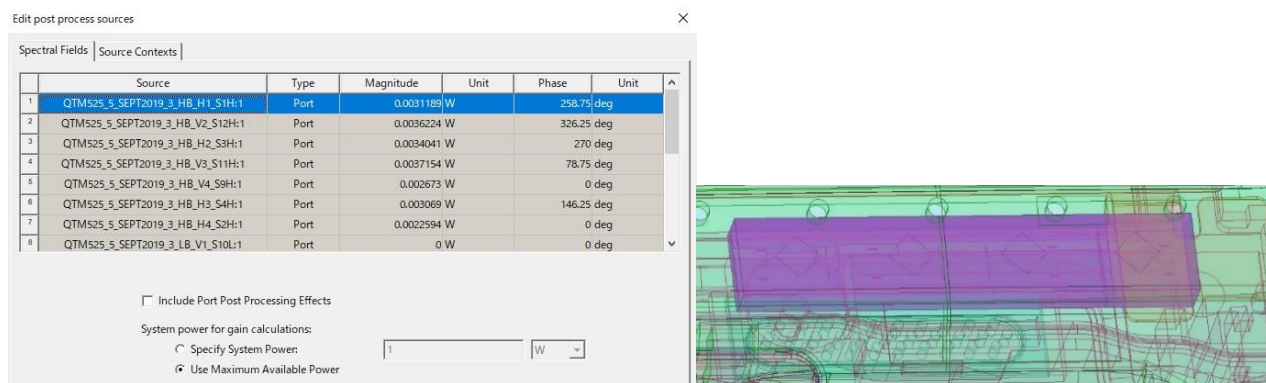 Edit post process sources
Spectral Fields Source Contexts
Source Type Magnitude Unit Phase Unit
1 QTM525_5_SEPT2019_3_HB_H1_S1H:1 Port 0.0031189 W 258.75 deg
2 QTM525_5_SEPT2019_3_HB_V2_S12H:1 Port 0.0036224 W 326.25 deg
3 QTM525_5_SEPT2019_3_HB_H2_S3H:1 Port 0.0034041 W 270 deg
4 QTM525_5_SEPT2019_3_HB_V3_S11H:1 Port 0.0037154 W 78.75 deg
5 QTM525_5_SEPT2019_3_HB_V4_S9H:1 Port 0.002673 W 0 deg
6 QTM525_5_SEPT2019_3_HB_H3_S4H:1 Port 0.003069 W 146.25 deg
7 QTM525_5_SEPT2019_3_HB_H4_S2H:1 Port 0.0022594 W 0 deg
8 QTM525_5_SEPT2019_3_LB_V1_S10L:1 Port 0 W 0 deg
Include Port Post Processing Effects
System power for gain calculations:
Specify System Power: 1 W
Use Maximum Available Power